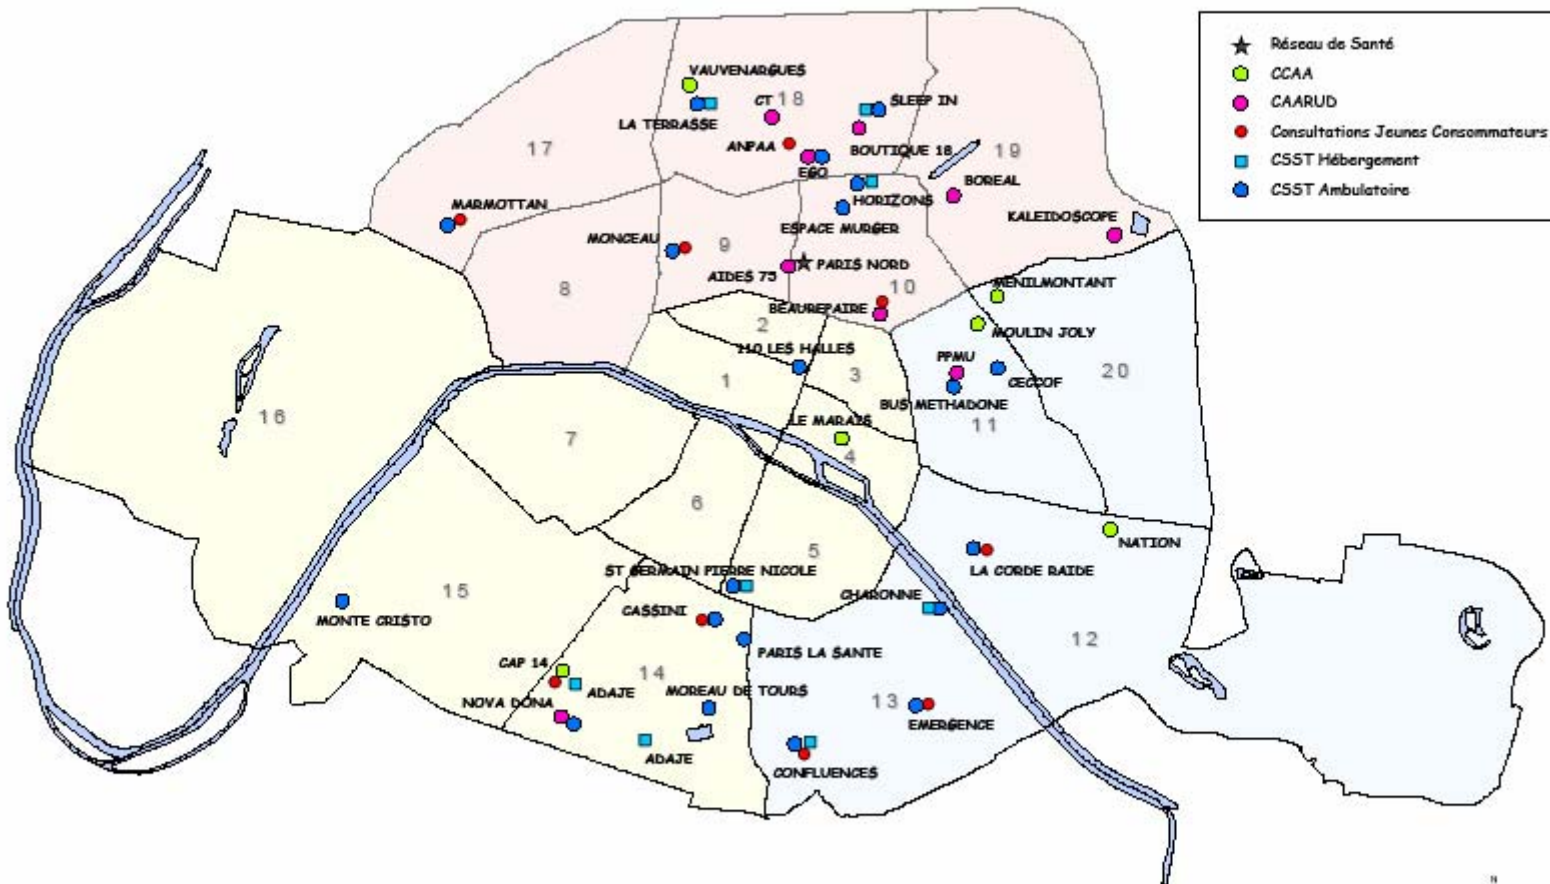 Réseau de Santé
CCAA
CAARUD
Consultations Jeunes Consommateurs
CSST Hébergement
CSST Ambulatoire
VAUVENARGUES
CT
18
SLEEP IN
LA TERRASSE
17
ANPAA
BOUTIQUE 18
19
EGO
BOREAL
MARMOTTAN
HORIZONS
KALEIDOSCOPE
ESPACE MURGER
MONCEAU
9
AIDES 75
PARIS NORD
8
10
MENILMONTANT
BEAUREPAIRE
2
MOULIN JOLY
110 LES HALLES
PPMU
20
1
3
CECCOF
BUS METHADONE
16
LE MARAIS
11
7
4
6
NATION
5
ST GERMAIN PIERRE NICOLE
LA CORDE RAIDE
15
CHARONNE
MONTE CRISTO
CASSINI
12
PARIS LA SANTE
CAP 14
14
ADAJE
MOREAU DE TOURS
NOVA DONA
13
EMERGENCE
ADAJE
CONFLUENCES